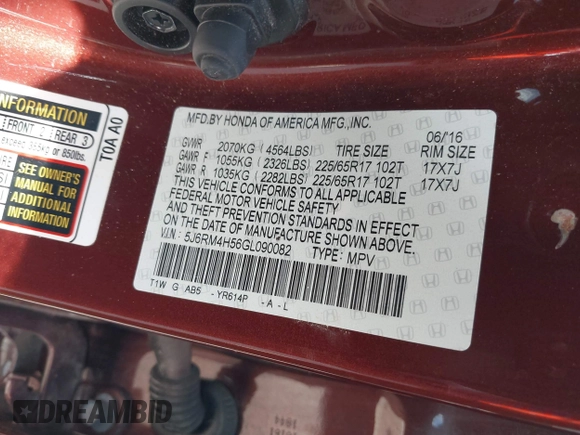 NFORMATION
FRONT 2 REAR 3
or 850lbs.
SEE OWNER'S
MANUAL FOR
ADDITIONAL
INFORMATION
T0A A0
MFD.BY HONDA OF AMERICA MFG.,INC. 06/16
GVWR 2070KG (4564LBS) TIRE SIZE RIM SIZE
GAWR F 1055KG (2326LBS) 225/65R17 102T 17X7J
GAWR R 1035KG (2282LBS) 225/65R17 102T 17X7J
THIS VEHICLE CONFORMS TO ALL APPLICABLE
FEDERAL MOTOR VEHICLE SAFETY
AND THEFT PREVENTION STANDARDS IN EFFECT
ON THE DATE OF MANUFACTURE SHOWN ABOVE.
V.I.N: 5J6RM4H56GL090082 TYPE: MPV
T1W G AB5 -YR614P -A-L
DREAMBID